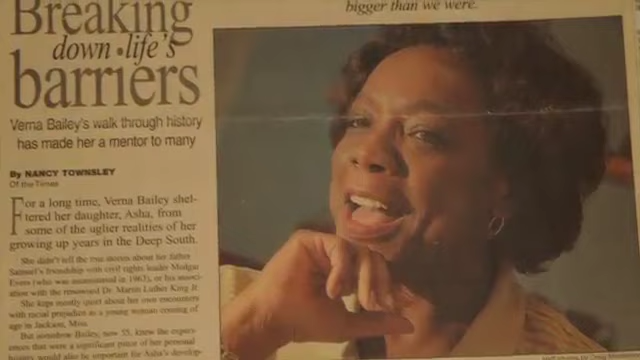 Breaking
down • life's
barriers
Verna Bailey's walk through history
has made her a mentor to many
By NANCY TOWNSLEY
Of the Times
For a long time, Verna Bailey shel-
tered her daughter, Asha, from
some of the uglier realities of her
growing up years in the Deep South.
She didn't tell the true stories about her father
Samuel's friendship with civil rights leader Medgar
Evers (who was assassinated in 1963), or his associ-
ation with the renowned Dr. Martin Luther King Jr.
She kept mostly quiet about her own encounters
with racial prejudice as a young woman coming of
age in Jackson, Miss.
But somehow Bailey, now 55, knew the experi-
ences that were a significant piece of her personal
history would also be important for Asha's develop-
bigger than we were.